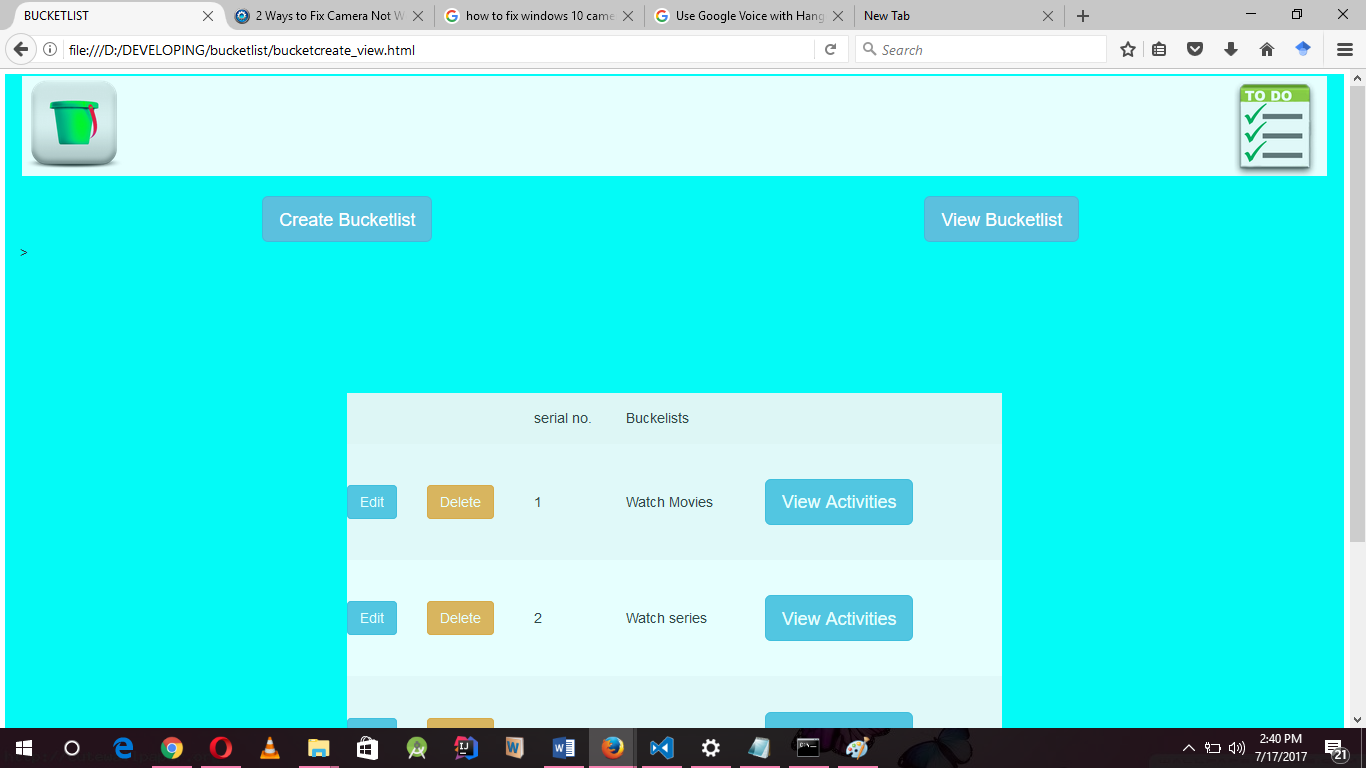 BUCKETLIST
2 Ways to Fix Camera Not W
how to fix windows 10 came
Use Google Voice with Hang
New Tab
file:///D:/DEVELOPING/bucketlist/bucketcreate_view.html
Search
TO DO
Create Bucketlist
View Bucketlist
>
serial no. Buckelists
Edit Delete 1 Watch Movies View Activities
Edit Delete 2 Watch series View Activities
2:40 PM
7/17/2017
21